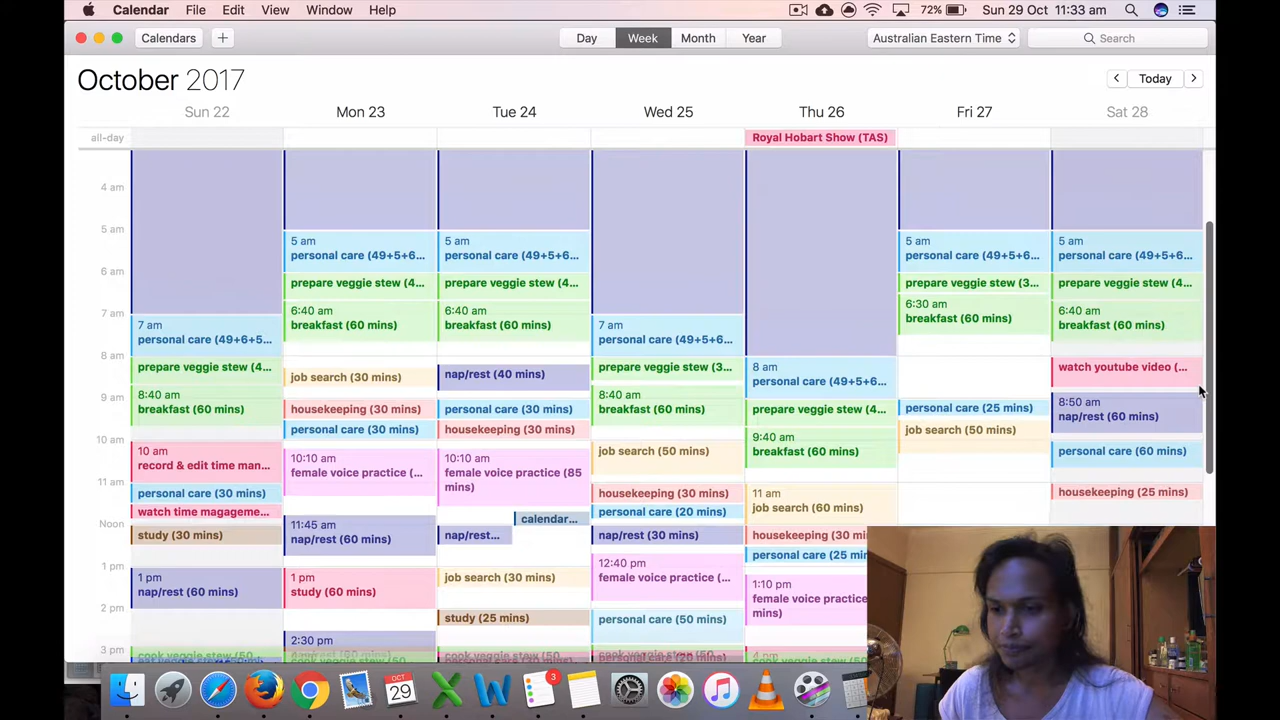 Calendar File Edit View Window Help 72% Sun 29 Oct 11:33 am
Calendars + Day Week Month Year Australian Eastern Time Search
October 2017 Today
Sun 22 Mon 23 Tue 24 Wed 25 Thu 26 Fri 27 Sat 28
all-day Royal Hobart Show (TAS)
4 am
5 am
6 am
7 am
8 am
9 am
10 am
11 am
Noon
1 pm
2 pm
3 pm
7 am
personal care (49+6+5...
prepare veggie stew (4...
8:40 am
breakfast (60 mins)
10 am
record & edit time man...
personal care (30 mins)
watch time magageme...
study (30 mins)
1 pm
nap/rest (60 mins)
5 am
personal care (49+5+6...
prepare veggie stew (4...
6:40 am
breakfast (60 mins)
job search (30 mins)
housekeeping (30 mins)
personal care (30 mins)
10:10 am
female voice practice (...
11:45 am
nap/rest (60 mins)
1 pm
study (60 mins)
2:30 pm
5 am
personal care (49+5+6...
prepare veggie stew (4...
6:40 am
breakfast (60 mins)
nap/rest (40 mins)
personal care (30 mins)
housekeeping (30 mins)
10:10 am
female voice practice (85
mins)
calendar...
nap/rest...
job search (30 mins)
study (25 mins)
7 am
personal care (49+5+6...
prepare veggie stew (3...
8:40 am
breakfast (60 mins)
job search (50 mins)
housekeeping (30 mins)
personal care (20 mins)
nap/rest (30 mins)
12:40 pm
female voice practice (...
personal care (50 mins)
8 am
personal care (49+5+6...
prepare veggie stew (4...
9:40 am
breakfast (60 mins)
11 am
job search (60 mins)
housekeeping (30 mins
personal care (25 min
1:10 pm
female voice practice (
mins)
5 am
personal care (49+5+6...
prepare veggie stew (3...
6:30 am
breakfast (60 mins)
personal care (25 mins)
job search (50 mins)
5 am
personal care (49+5+6...
prepare veggie stew (4...
6:40 am
breakfast (60 mins)
watch youtube video (...
8:50 am
nap/rest (60 mins)
personal care (60 mins)
housekeeping (25 mins)
OCT
29
3